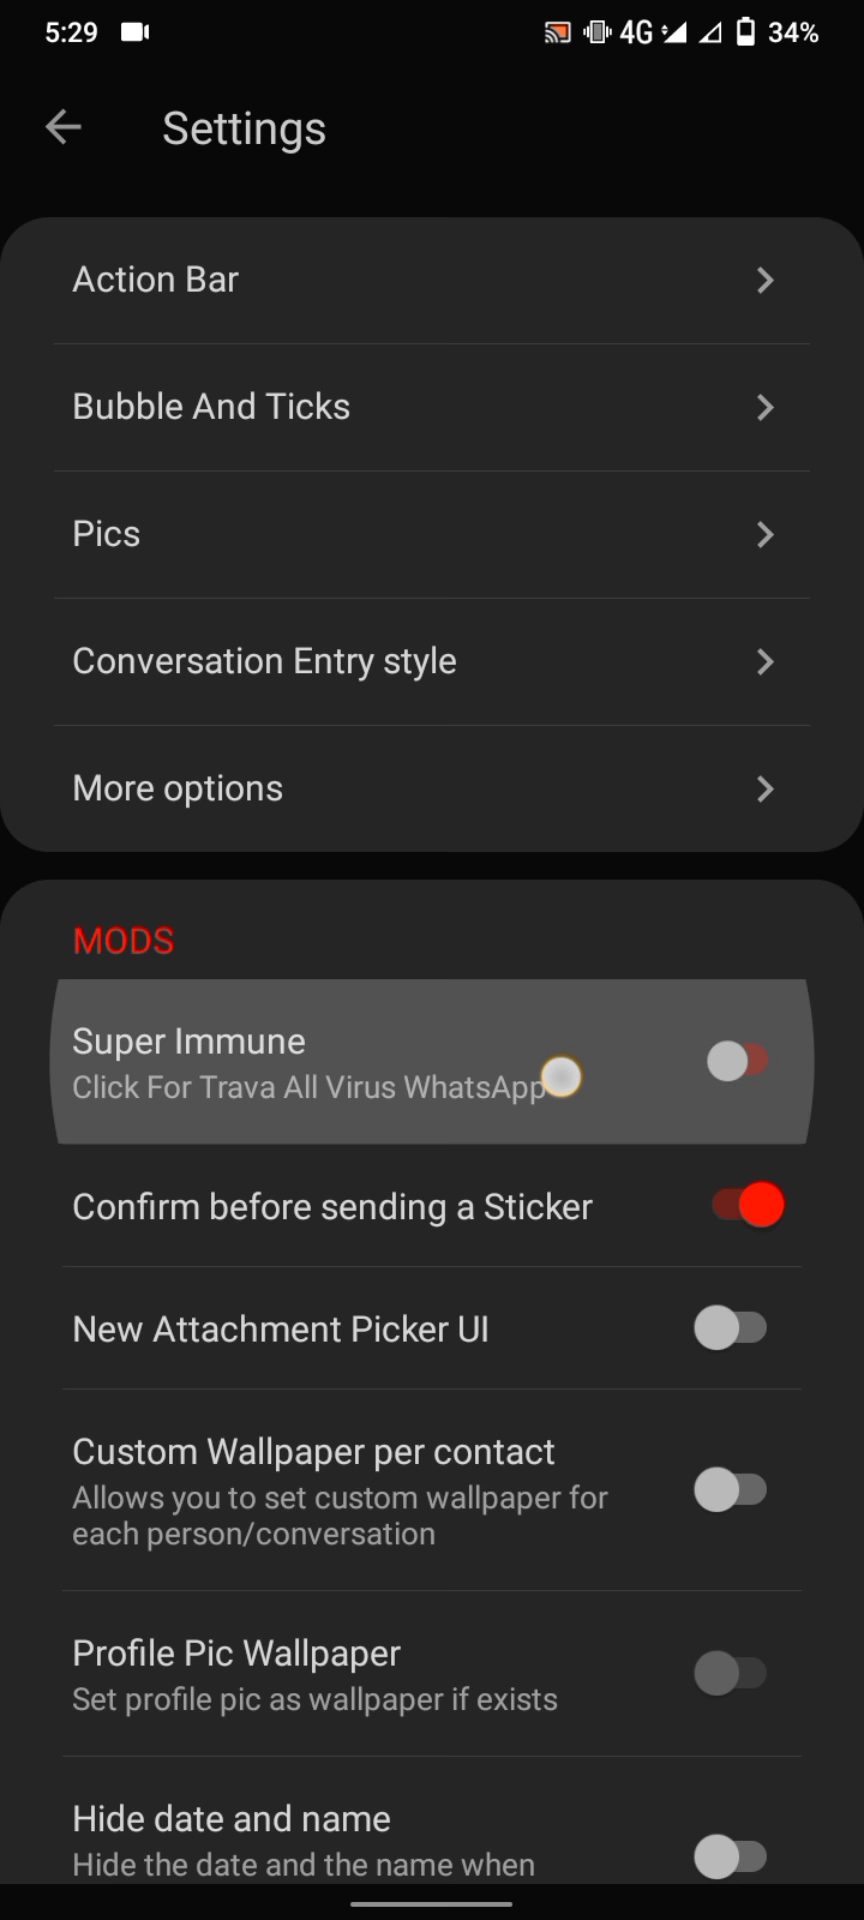 5:29
4G
34%
Settings
Action Bar
Bubble And Ticks
Pics
Conversation Entry style
More options
MODS
Super Immune
Click For Trava All Virus WhatsApp
Confirm before sending a Sticker
New Attachment Picker UI
Custom Wallpaper per contact
Allows you to set custom wallpaper for
each person/conversation
Profile Pic Wallpaper
Set profile pic as wallpaper if exists
Hide date and name
Hide the date and the name when